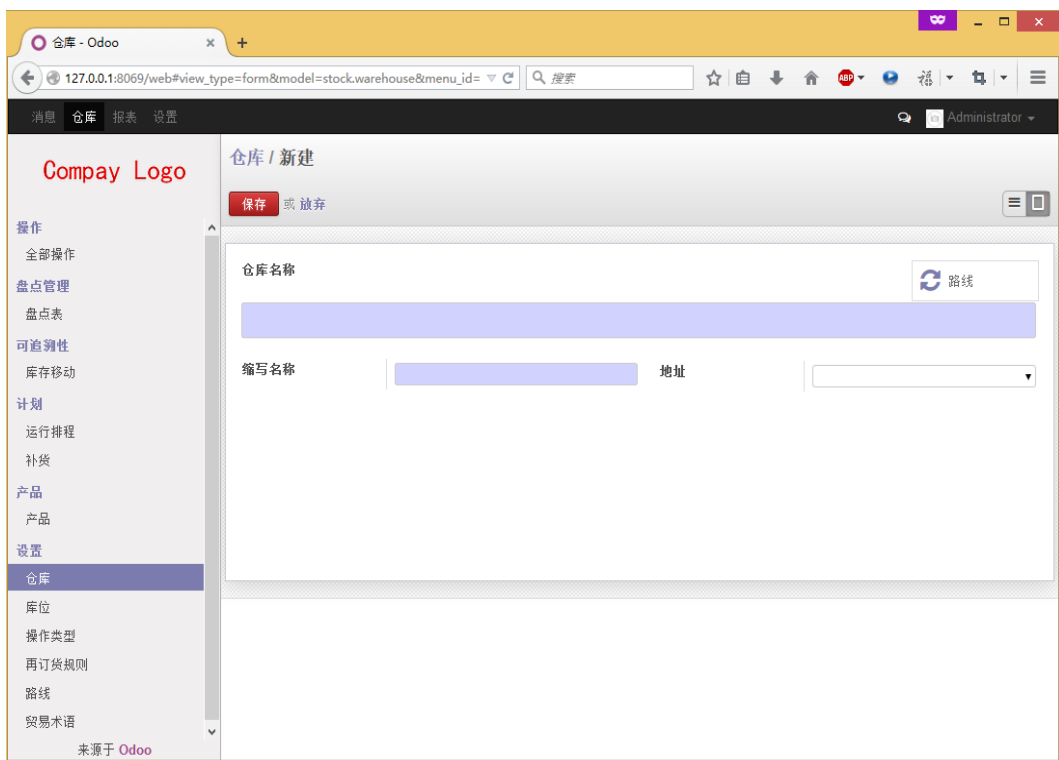 仓库 - Odoo
127.0.0.1:8069/web#view_type=form&model=stock.warehouse&menu_id=
搜索
ABP
消息 仓库 报表 设置
Administrator
Compay Logo
仓库 / 新建
保存 或 放弃
操作
全部操作
盘点管理
盘点表
可追溯性
库存移动
计划
运行排程
补货
产品
产品
设置
仓库
库位
操作类型
再订货规则
路线
贸易术语
来源于 Odoo
仓库名称
路线
缩写名称
地址